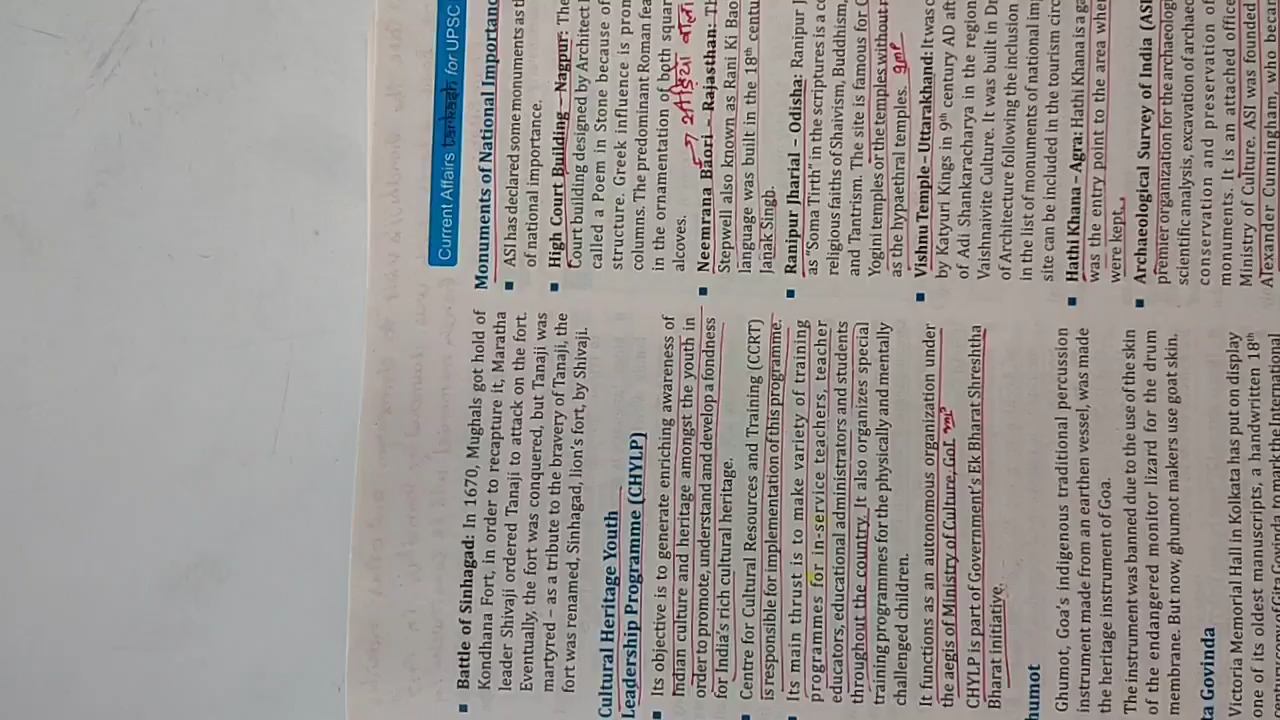 Current Affairs tarkash for UPSC
Battle of Sinhagad: In 1670, Mughals got hold of
Kondhana Fort, in order to recapture it, Maratha
leader Shivaji ordered Tanaji to attack on the fort.
Eventually, the fort was conquered, but Tanaji was
martyred – as a tribute to the bravery of Tanaji, the
fort was renamed, Sinhagad, lion's fort, by Shivaji.
Cultural Heritage Youth
Leadership Programme (CHYLP)
Its objective is to generate enriching awareness of
Indian culture and heritage amongst the youth in
order to promote, understand and develop a fondness
for India's rich cultural heritage.
Centre for Cultural Resources and Training (CCRT)
is responsible for implementation of this programme.
Its main thrust is to make variety of training
programmes for in-service teachers, teacher
educators, educational administrators and students
throughout the country. It also organizes special
training programmes for the physically and mentally
challenged children.
It functions as an autonomous organization under
the aegis of Ministry of Culture, GoI.
CHYLP is part of Government's Ek Bharat Shreshtha
Bharat initiative.
humot
Ghumot, Goa's indigenous traditional percussion
instrument made from an earthen vessel, was made
the heritage instrument of Goa.
The instrument was banned due to the use of the skin
of the endangered monitor lizard for the drum
membrane. But now, ghumot makers use goat skin.
a Govinda
Victoria Memorial Hall in Kolkata has put on display
one of its oldest manuscripts, a handwritten 18th
Monuments of National Importanc
ASI has declared some monuments as t
of national importance.
High Court Building – Nagpur: The
Court building designed by Architect
called a Poem in Stone because of
structure. Greek influence is pron
columns. The predominant Roman fea
in the ornamentation of both squar
alcoves.
Neemrana Baori - Rajasthan: Th
Stepwell also known as Rani Ki Bao
language was built in the 18th centu
Janak Singh.
Ranipur Jharial – Odisha: Ranipur J
as "Soma Tirth" in the scriptures is a c
religious faiths of Shaivism, Buddhism,
and Tantrism. The site is famous for
Yogini temples or the temples without
as the hypaethral temples. gmp
Vishnu Temple – Uttarakhand: It was
by Katyuri Kings in 9th century AD aft
of Adi Shankaracharya in the region
Vaishnavite Culture. It was built in Dr
of Architecture following the inclusion
in the list of monuments of national im
site can be included in the tourism circ
Hathi Khana - Agra: Hathi Khana is a ga
was the entry point to the area wher
were kept.
Archaeological Survey of India (ASI
premier organization for the archaeolog
scientific analysis, excavation of archaeo
conservation and preservation of
monuments. It is an attached office
Ministry of Culture. ASI was founded
Alexander Cunningham, who becan